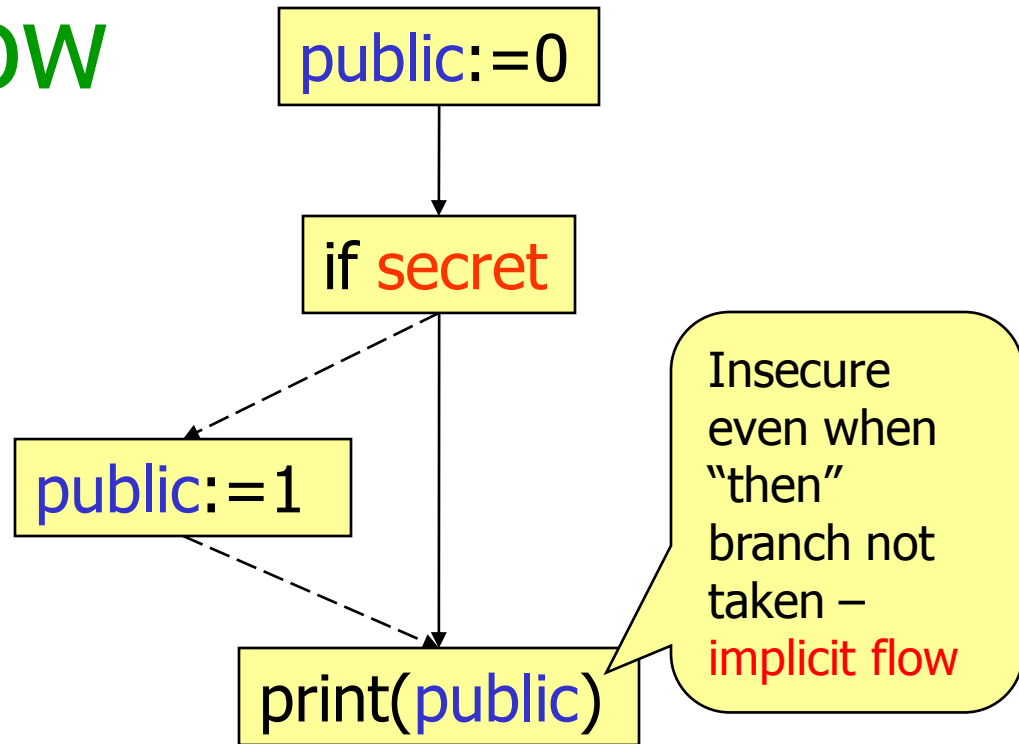 ow
public:=0
if secret
public:=1
Insecure
even when
“then”
branch not
taken –
implicit flow
print(public)